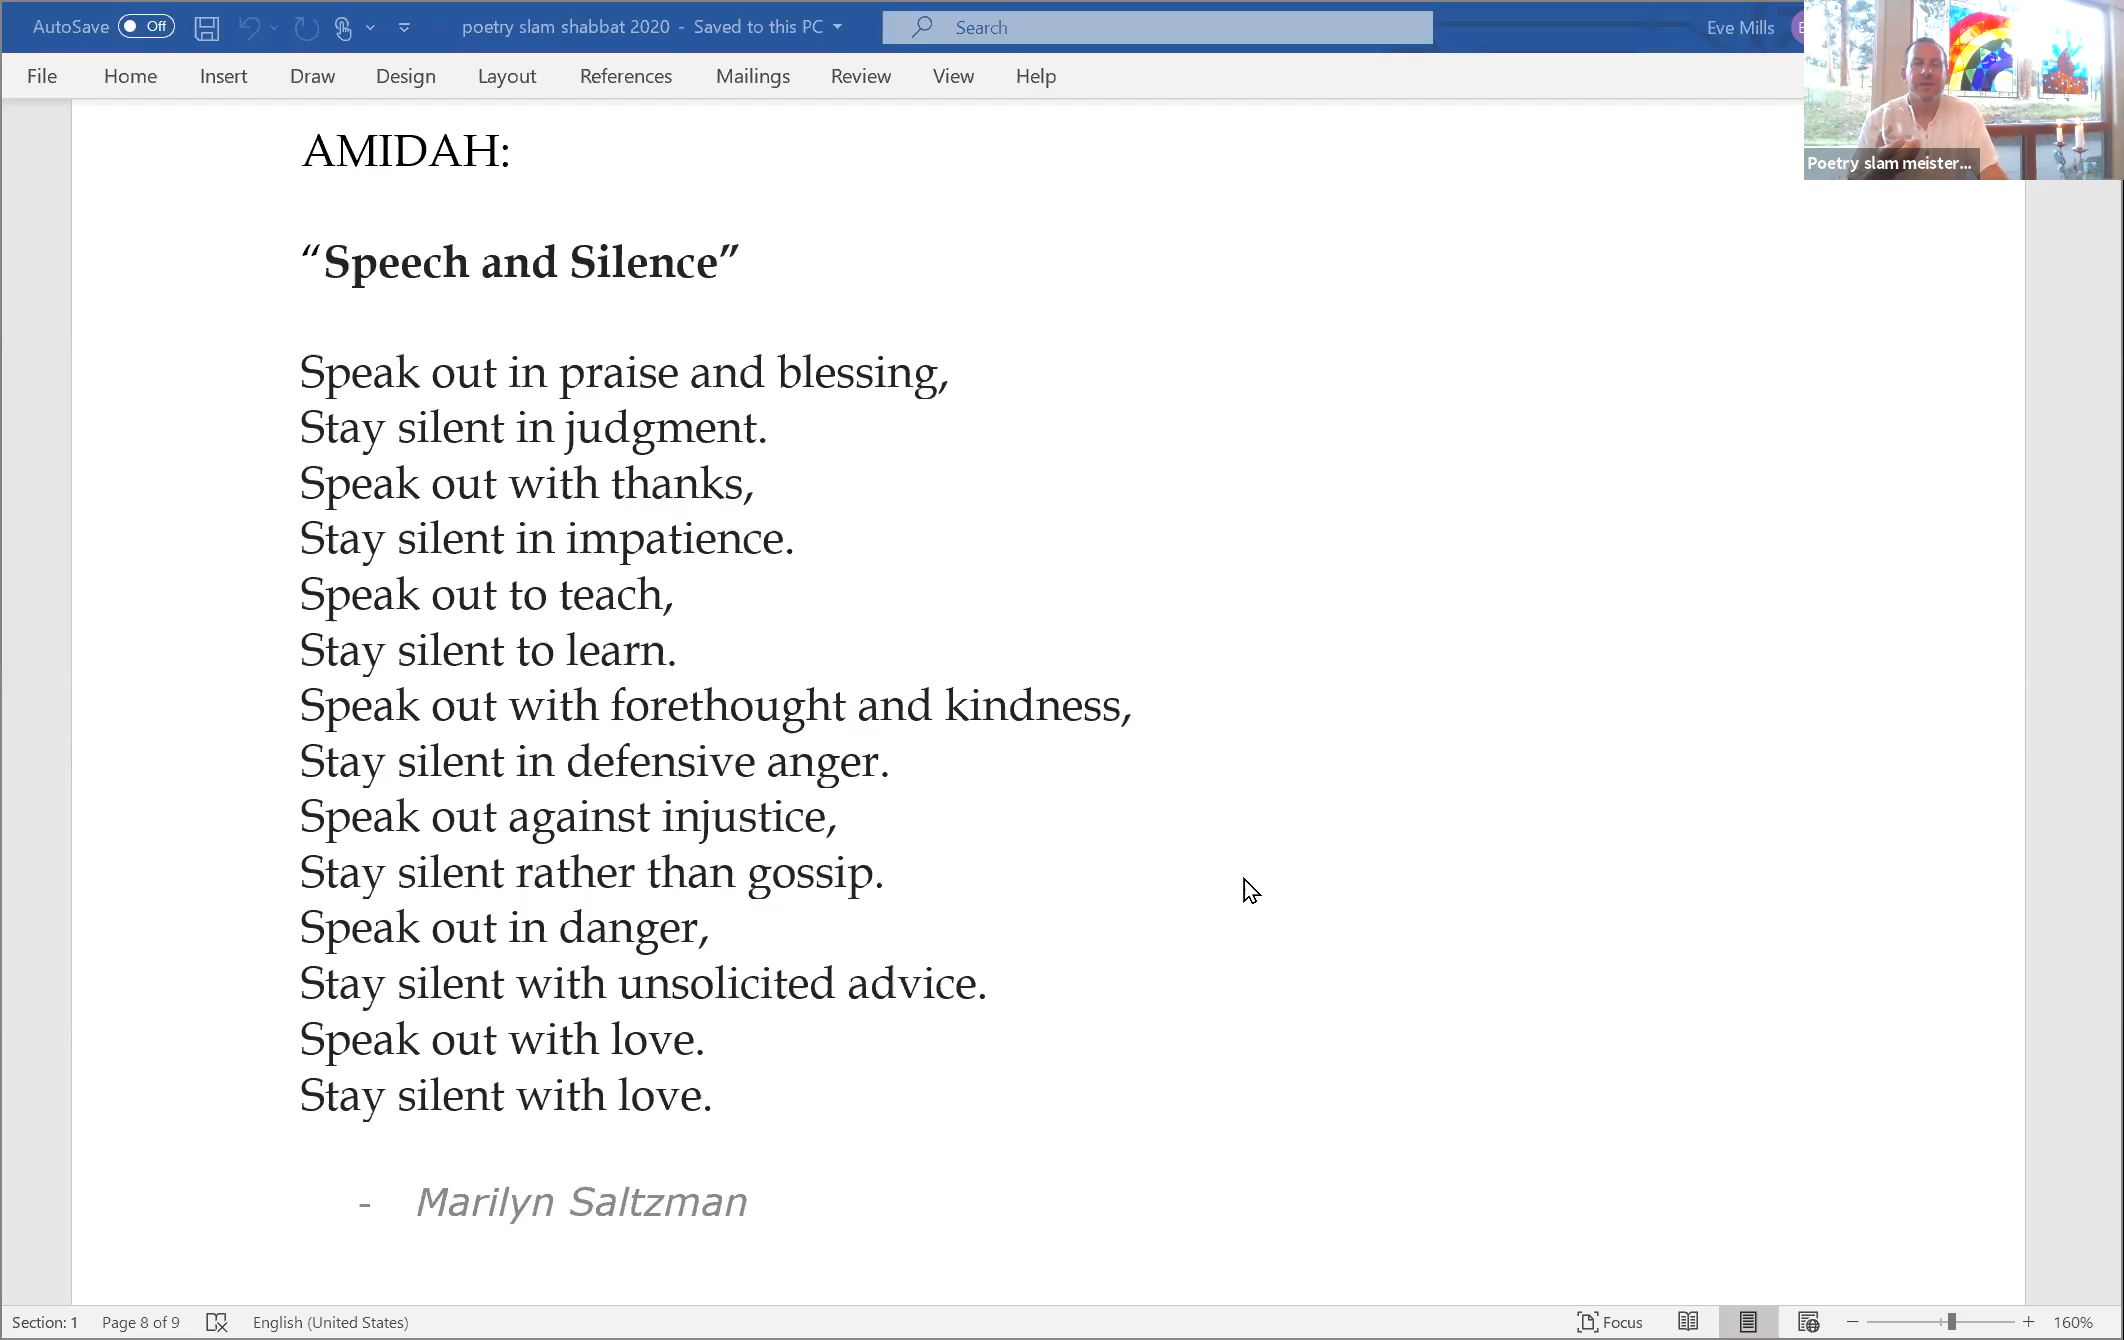 AutoSave Off poetry slam shabbat 2020 - Saved to this PC Search Eve Mills
File Home Insert Draw Design Layout References Mailings Review View Help
Poetry slam meister...
AMIDAH:
“Speech and Silence”
Speak out in praise and blessing,
Stay silent in judgment.
Speak out with thanks,
Stay silent in impatience.
Speak out to teach,
Stay silent to learn.
Speak out with forethought and kindness,
Stay silent in defensive anger.
Speak out against injustice,
Stay silent rather than gossip.
Speak out in danger,
Stay silent with unsolicited advice.
Speak out with love.
Stay silent with love.
- Marilyn Saltzman
Section: 1 Page 8 of 9 English (United States) Focus 160%